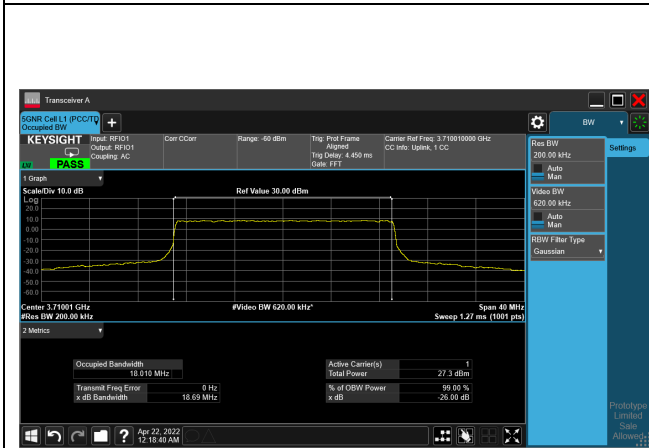 Transceiver A
5GNR Cell L1 (PCC/TD
Occupied BW
BW
KEYSIGHT
Input: RFIO1
Output: RFIO1
Coupling: AC
Corr CCorr
Range: -60 dBm
Trig: Prot Frame
Aligned
Trig Delay: 4.450 ms
Gate: FFT
Carrier Ref Freq: 3.710010000 GHz
CC Info: Uplink, 1 CC
PASS
Res BW
200.00 kHz
Auto
Man
Video BW
620.00 kHz
Auto
Man
RBW Filter Type
Gaussian
Settings
1 Graph
Scale/Div 10.0 dB
Ref Value 30.00 dBm
Log
20.0
10.0
0.00
-10.0
-20.0
-30.0
-40.0
-50.0
-60.0
Center 3.71001 GHz
#Video BW 620.00 kHz*
Span 40 MHz
#Res BW 200.00 kHz
Sweep 1.27 ms (1001 pts)
2 Metrics
Occupied Bandwidth
18.010 MHz
Active Carrier(s) 1
Total Power 27.3 dBm
Transmit Freq Error 0 Hz
x dB Bandwidth 18.69 MHz
% of OBW Power 99.00 %
x dB -26.00 dB
Apr 22, 2022
12:18:40 AM
Prototype
Limited
Sale
Allowed